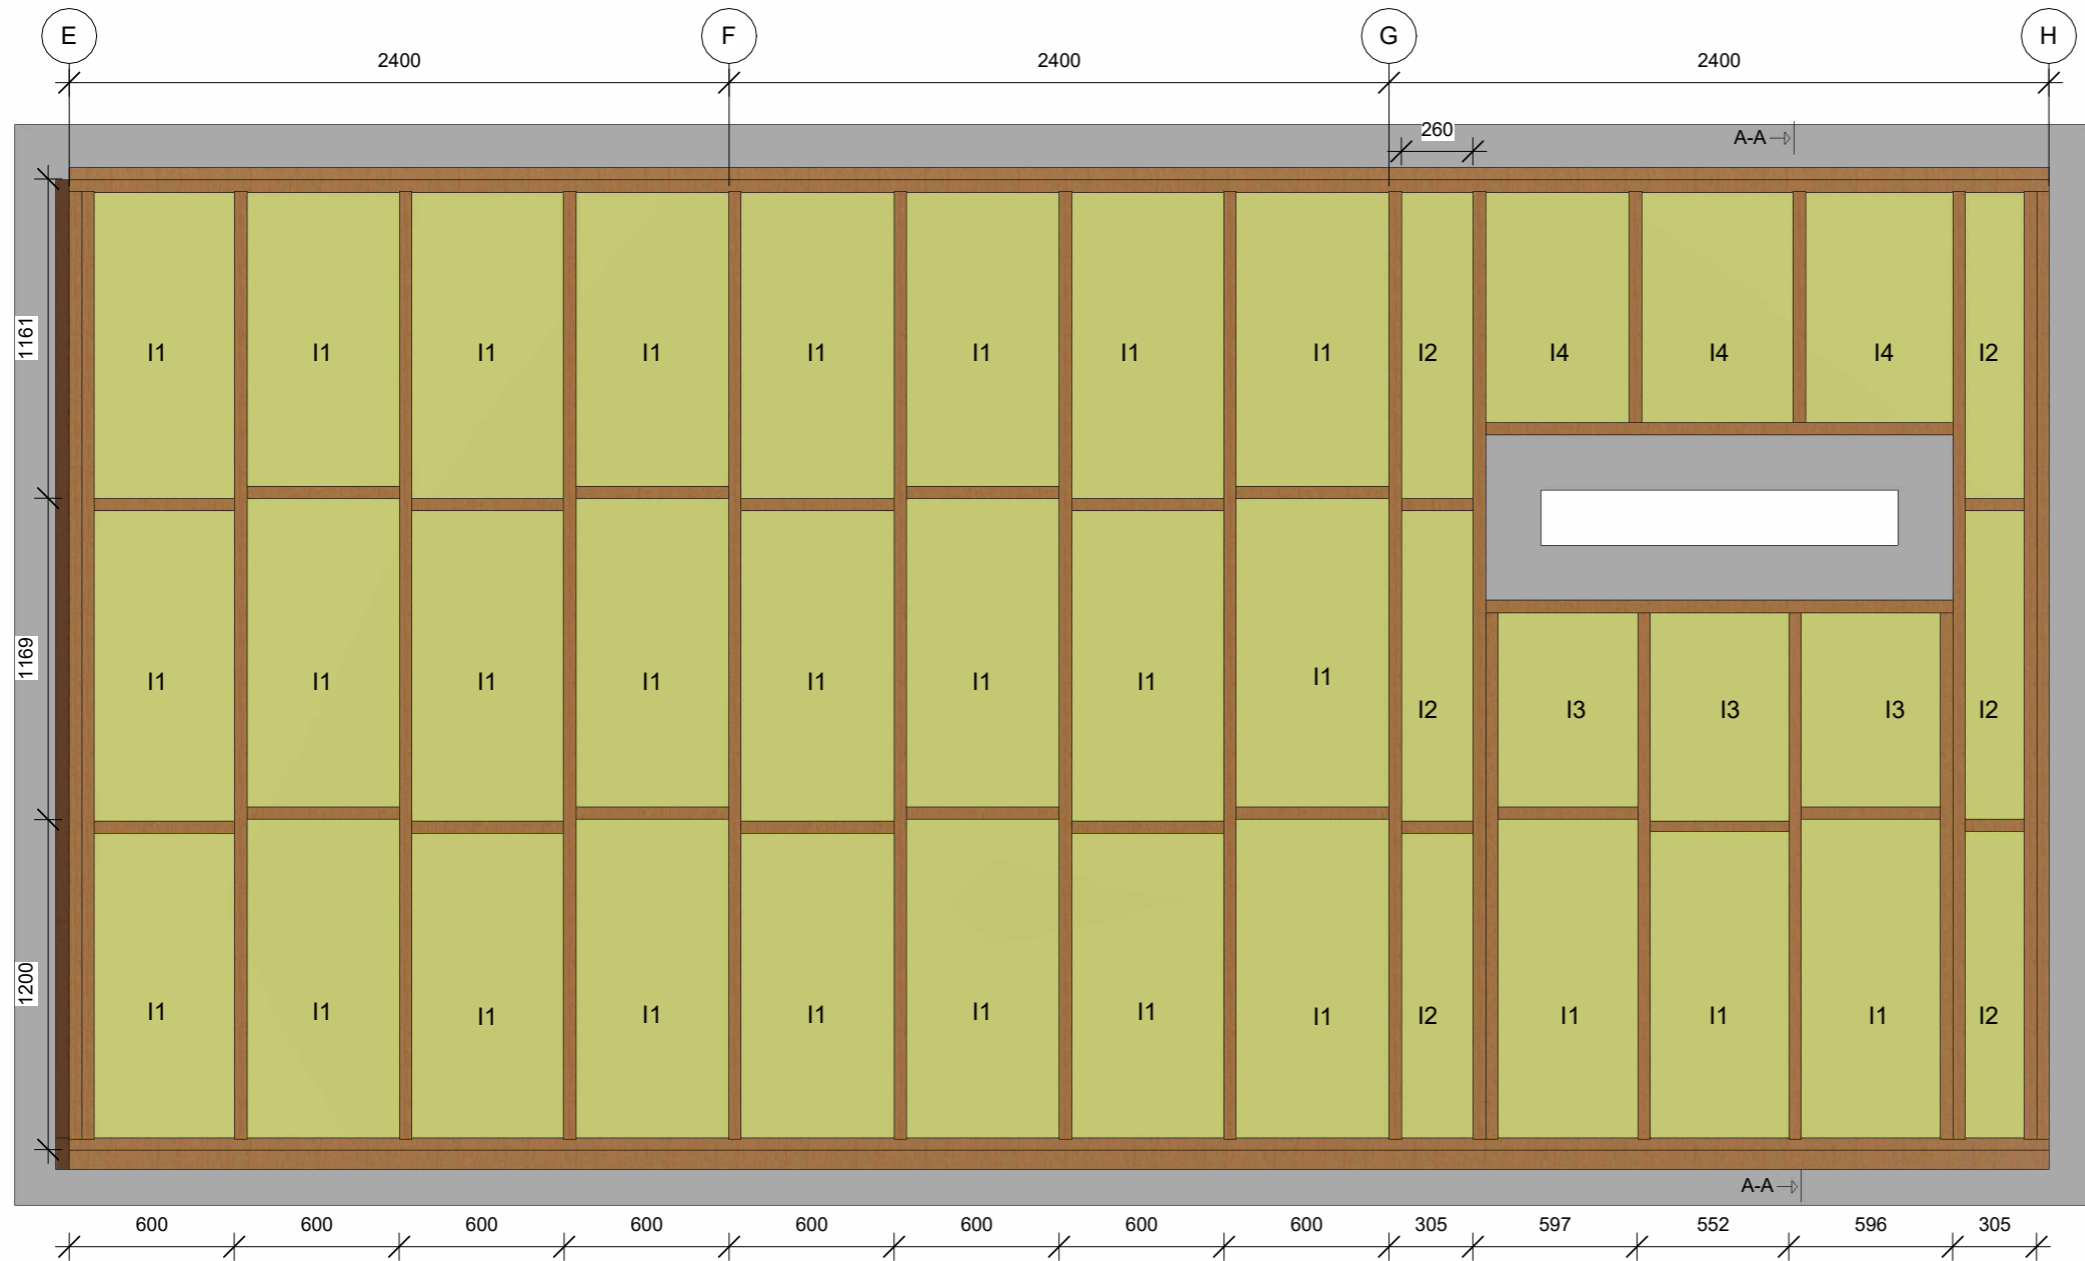 E F G H
2400 2400 2400
260 A-A
1161
I1 I1 I1 I1 I1 I1 I1 I1 I2 I4 I4 I4 I2
1169
I1 I1 I1 I1 I1 I1 I1 I1 I2 I3 I3 I3 I2
1200
I1 I1 I1 I1 I1 I1 I1 I1 I2 I1 I1 I1 I2
A-A
600 600 600 600 600 600 600 600 305 597 552 596 305